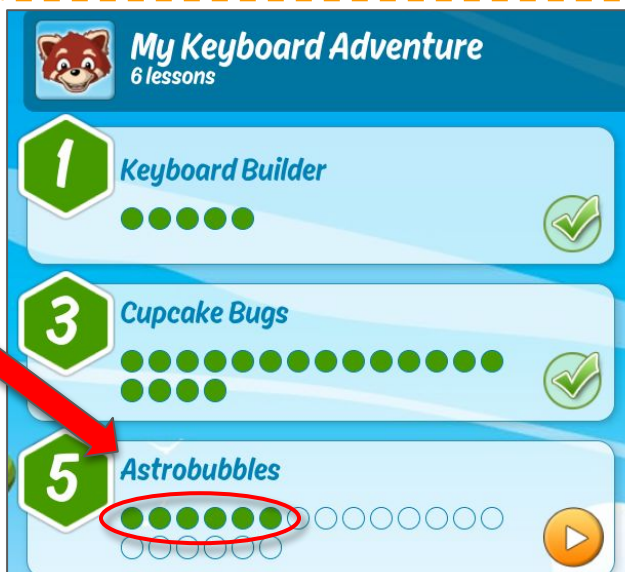 My Keyboard Adventure
6 lessons
1
Keyboard Builder
3
Cupcake Bugs
5
Astrobubbles